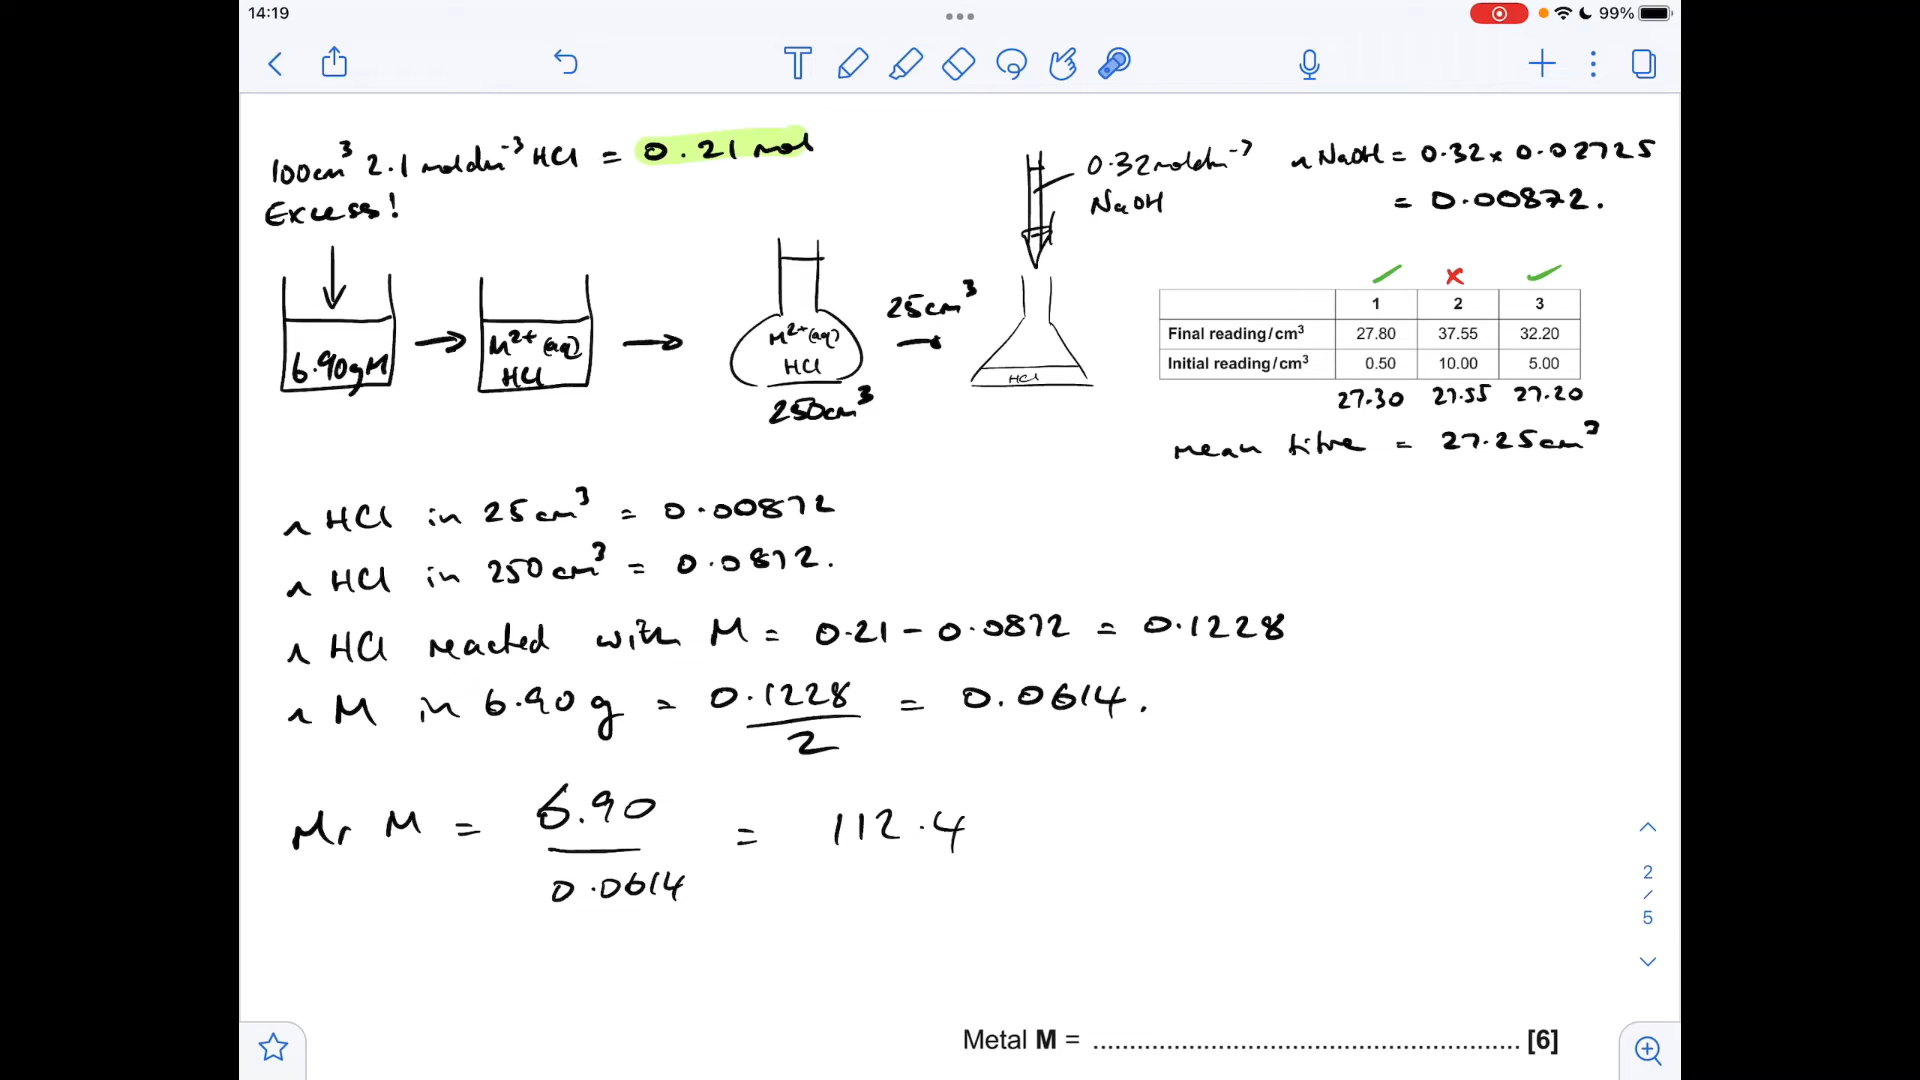 14:19
99%
100cm³ 2.1 moldm⁻³ HCl = 0.21 mol
Excess!
0.32moldm⁻³
NaOH
n NaOH = 0.32 x 0.02725
= 0.00872.
6.90gM
M²⁺(aq)
HCl
M²⁺(aq)
HCl
250cm³
25cm³
HCl
1 2 3
Final reading/cm³ 27.80 37.55 32.20
Initial reading/cm³ 0.50 10.00 5.00
27.30 27.55 27.20
mean titre = 27.25cm³
n HCl in 25cm³ = 0.00872
n HCl in 250cm³ = 0.0872.
n HCl reacted with M = 0.21 - 0.0872 = 0.1228
n M in 6.90g = 0.1228 / 2 = 0.0614.
Mr M = 6.90 / 0.0614 = 112.4
2
/
5
Metal M = ........................................................... [6]